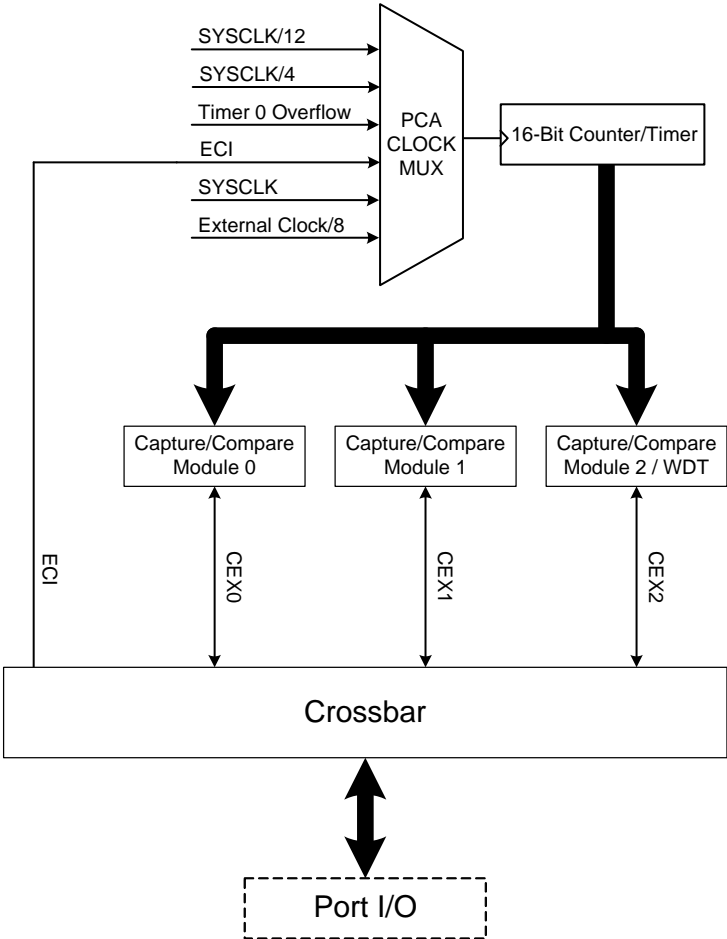 SYSCLK/12
SYSCLK/4
Timer 0 Overflow
ECI
SYSCLK
External Clock/8
PCA
CLOCK
MUX
16-Bit Counter/Timer
Capture/Compare
Module 0
Capture/Compare
Module 1
Capture/Compare
Module 2 / WDT
ECI
CEX0
CEX1
CEX2
Crossbar
Port I/O